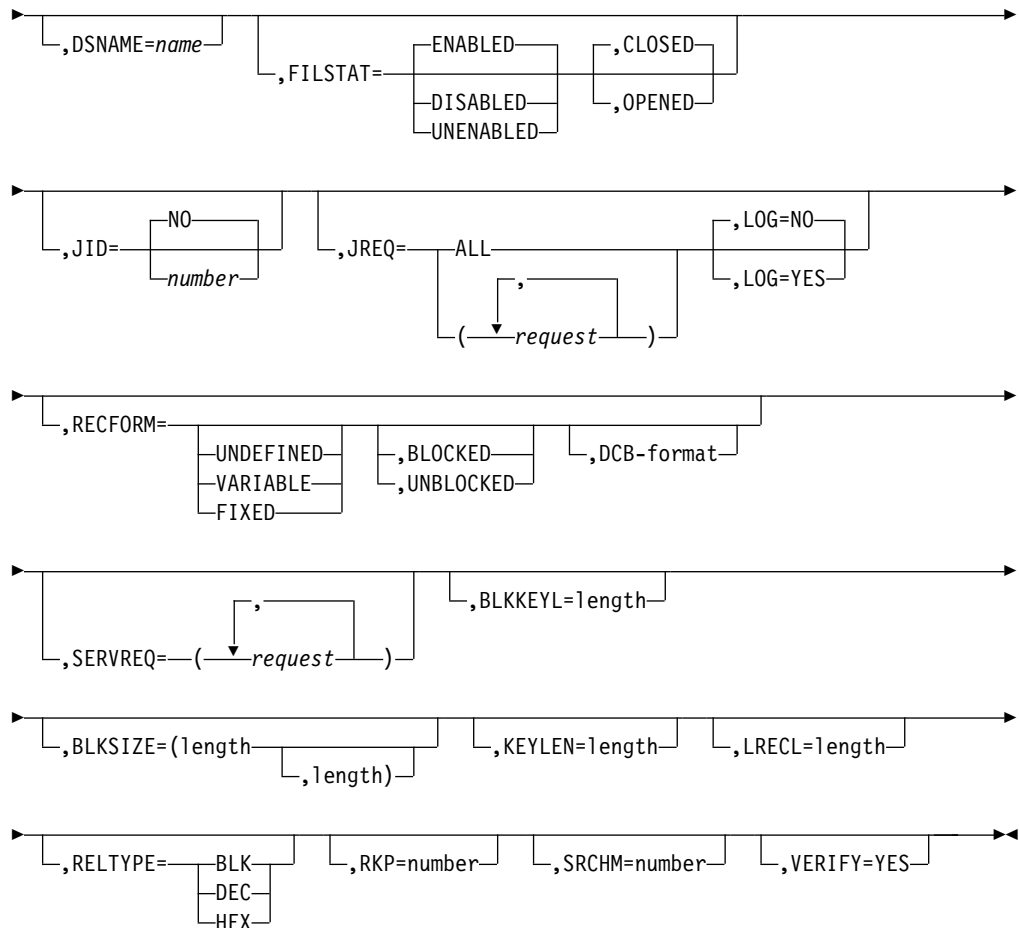 ,DSNAME=name
,FILSTAT=
ENABLED
DISABLED
UNENABLED
,CLOSED
,OPENED
,JID=
NO
number
,JREQ=
ALL
,
(request)
,LOG=NO
,LOG=YES
,RECFORM=
UNDEFINED
VARIABLE
FIXED
,BLOCKED
,UNBLOCKED
,DCB-format
,
,SERVREQ=(request)
,BLKKEYL=length
,BLKSIZE=(length
,length)
,KEYLEN=length
,LRECL=length
,RELTYPE=
BLK
DEC
HEX
,RKP=number
,SRCHM=number
,VERIFY=YES